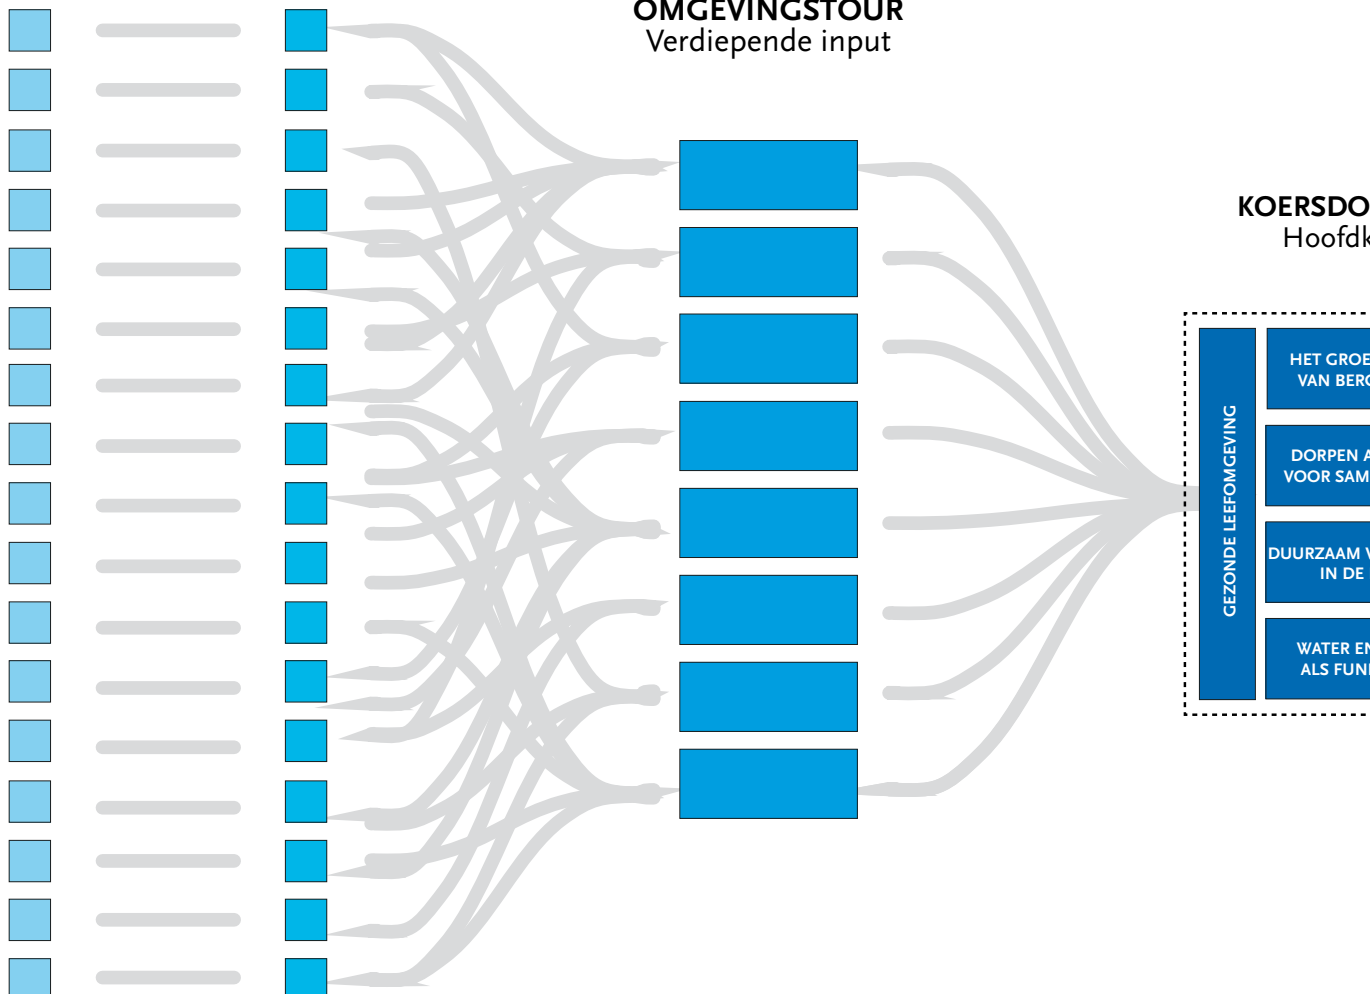 OMGEVINGSTOUR
Verdiepende input
KOERSDO
Hoofdk
GEZONDE LEEFOMGEVING
HET GROE
VAN BERG
DORPEN A
VOOR SAM
DUURZAAM V
IN DE
WATER EN
ALS FUN